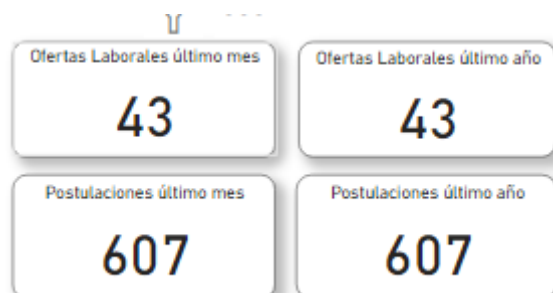 Ofertas Laborales último mes
43
Ofertas Laborales último año
43
Postulaciones último mes
607
Postulaciones último año
607